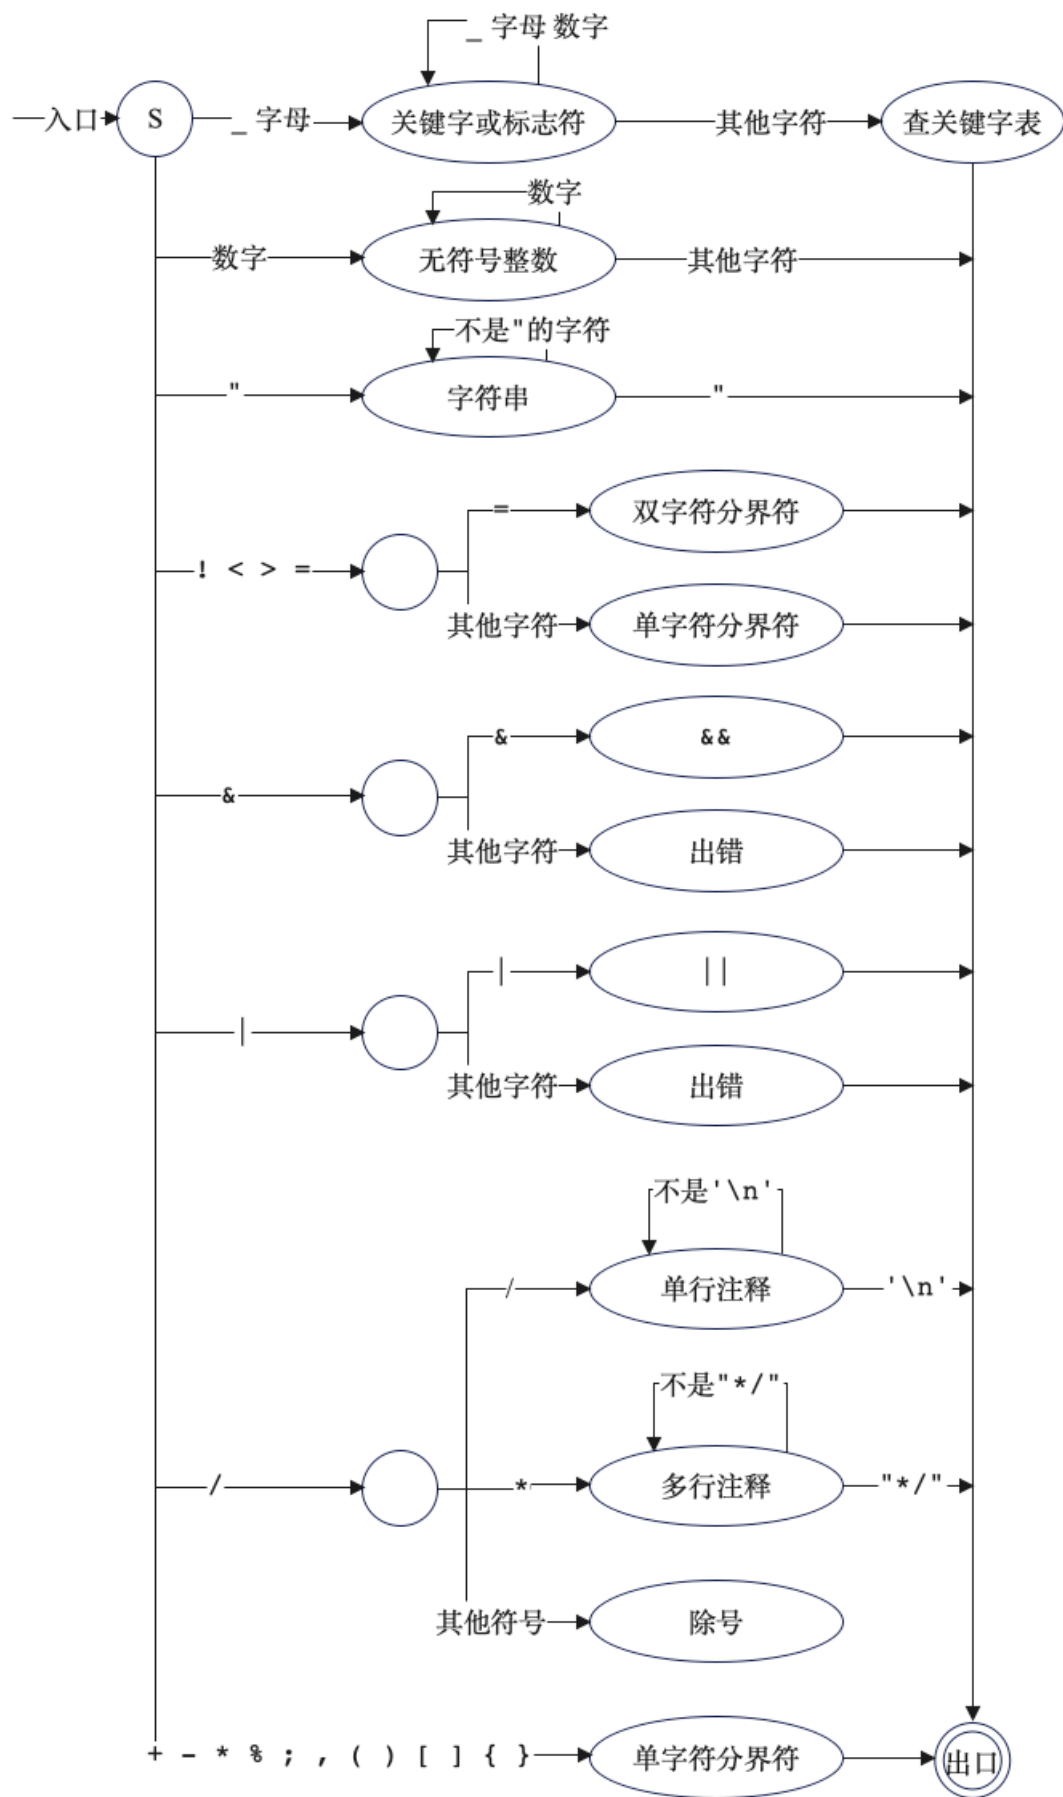 _ 字母 数字
入口 S _ 字母 关键字或标志符 其他字符 查关键字表
数字
数字 无符号整数 其他字符
不是"的字符
" 字符串 "
= 双字符分界符
! < > =
其他字符 单字符分界符
& &&
&
其他字符 出错
| ||
|
其他字符 出错
不是'\n'
/ 单行注释 '\n'
不是"*/"
/ * 多行注释 "*/"
其他符号 除号
+ - * % ; , ( ) [ ] { } 单字符分界符 出口